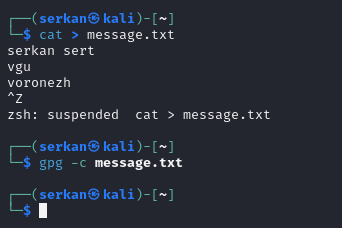 ┌──(serkan㉿kali)-[~]
└─$ cat > message.txt
serkan sert
vgu
voronezh
^Z
zsh: suspended  cat > message.txt
┌──(serkan㉿kali)-[~]
└─$ gpg -c message.txt
┌──(serkan㉿kali)-[~]
└─$